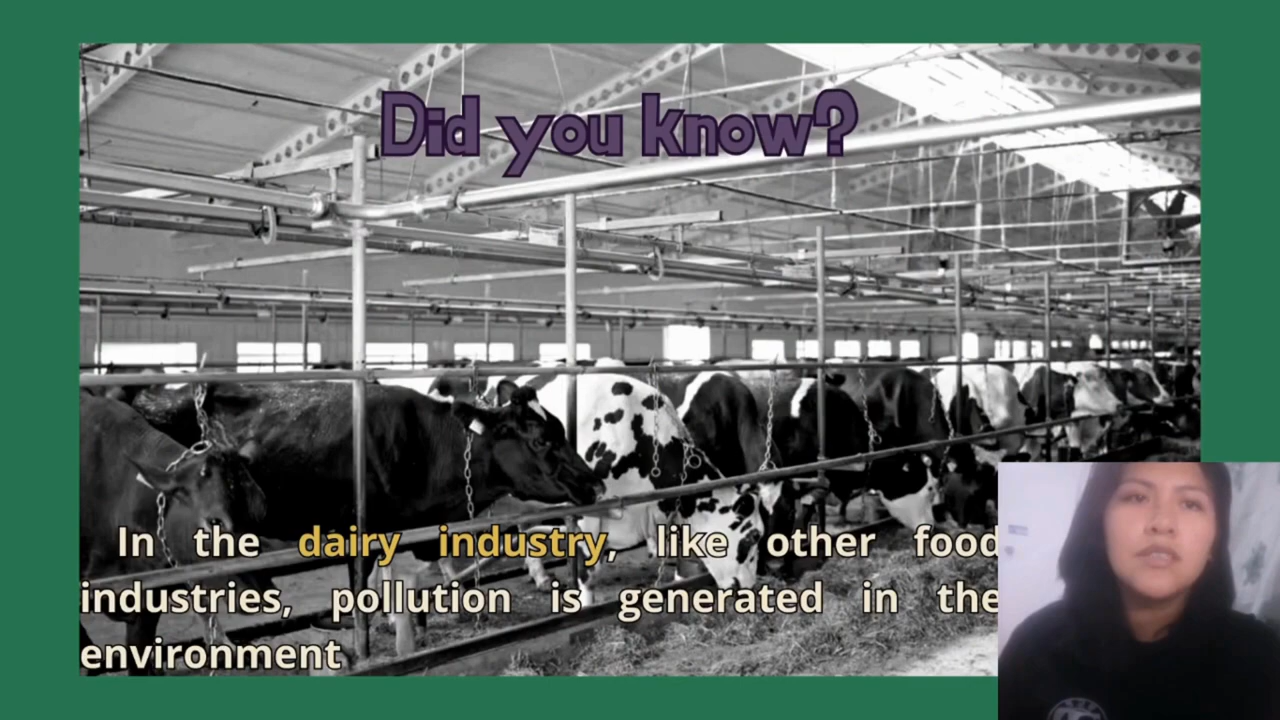 Did you know?
In the dairy industry, like other food
industries, pollution is generated in the
environment